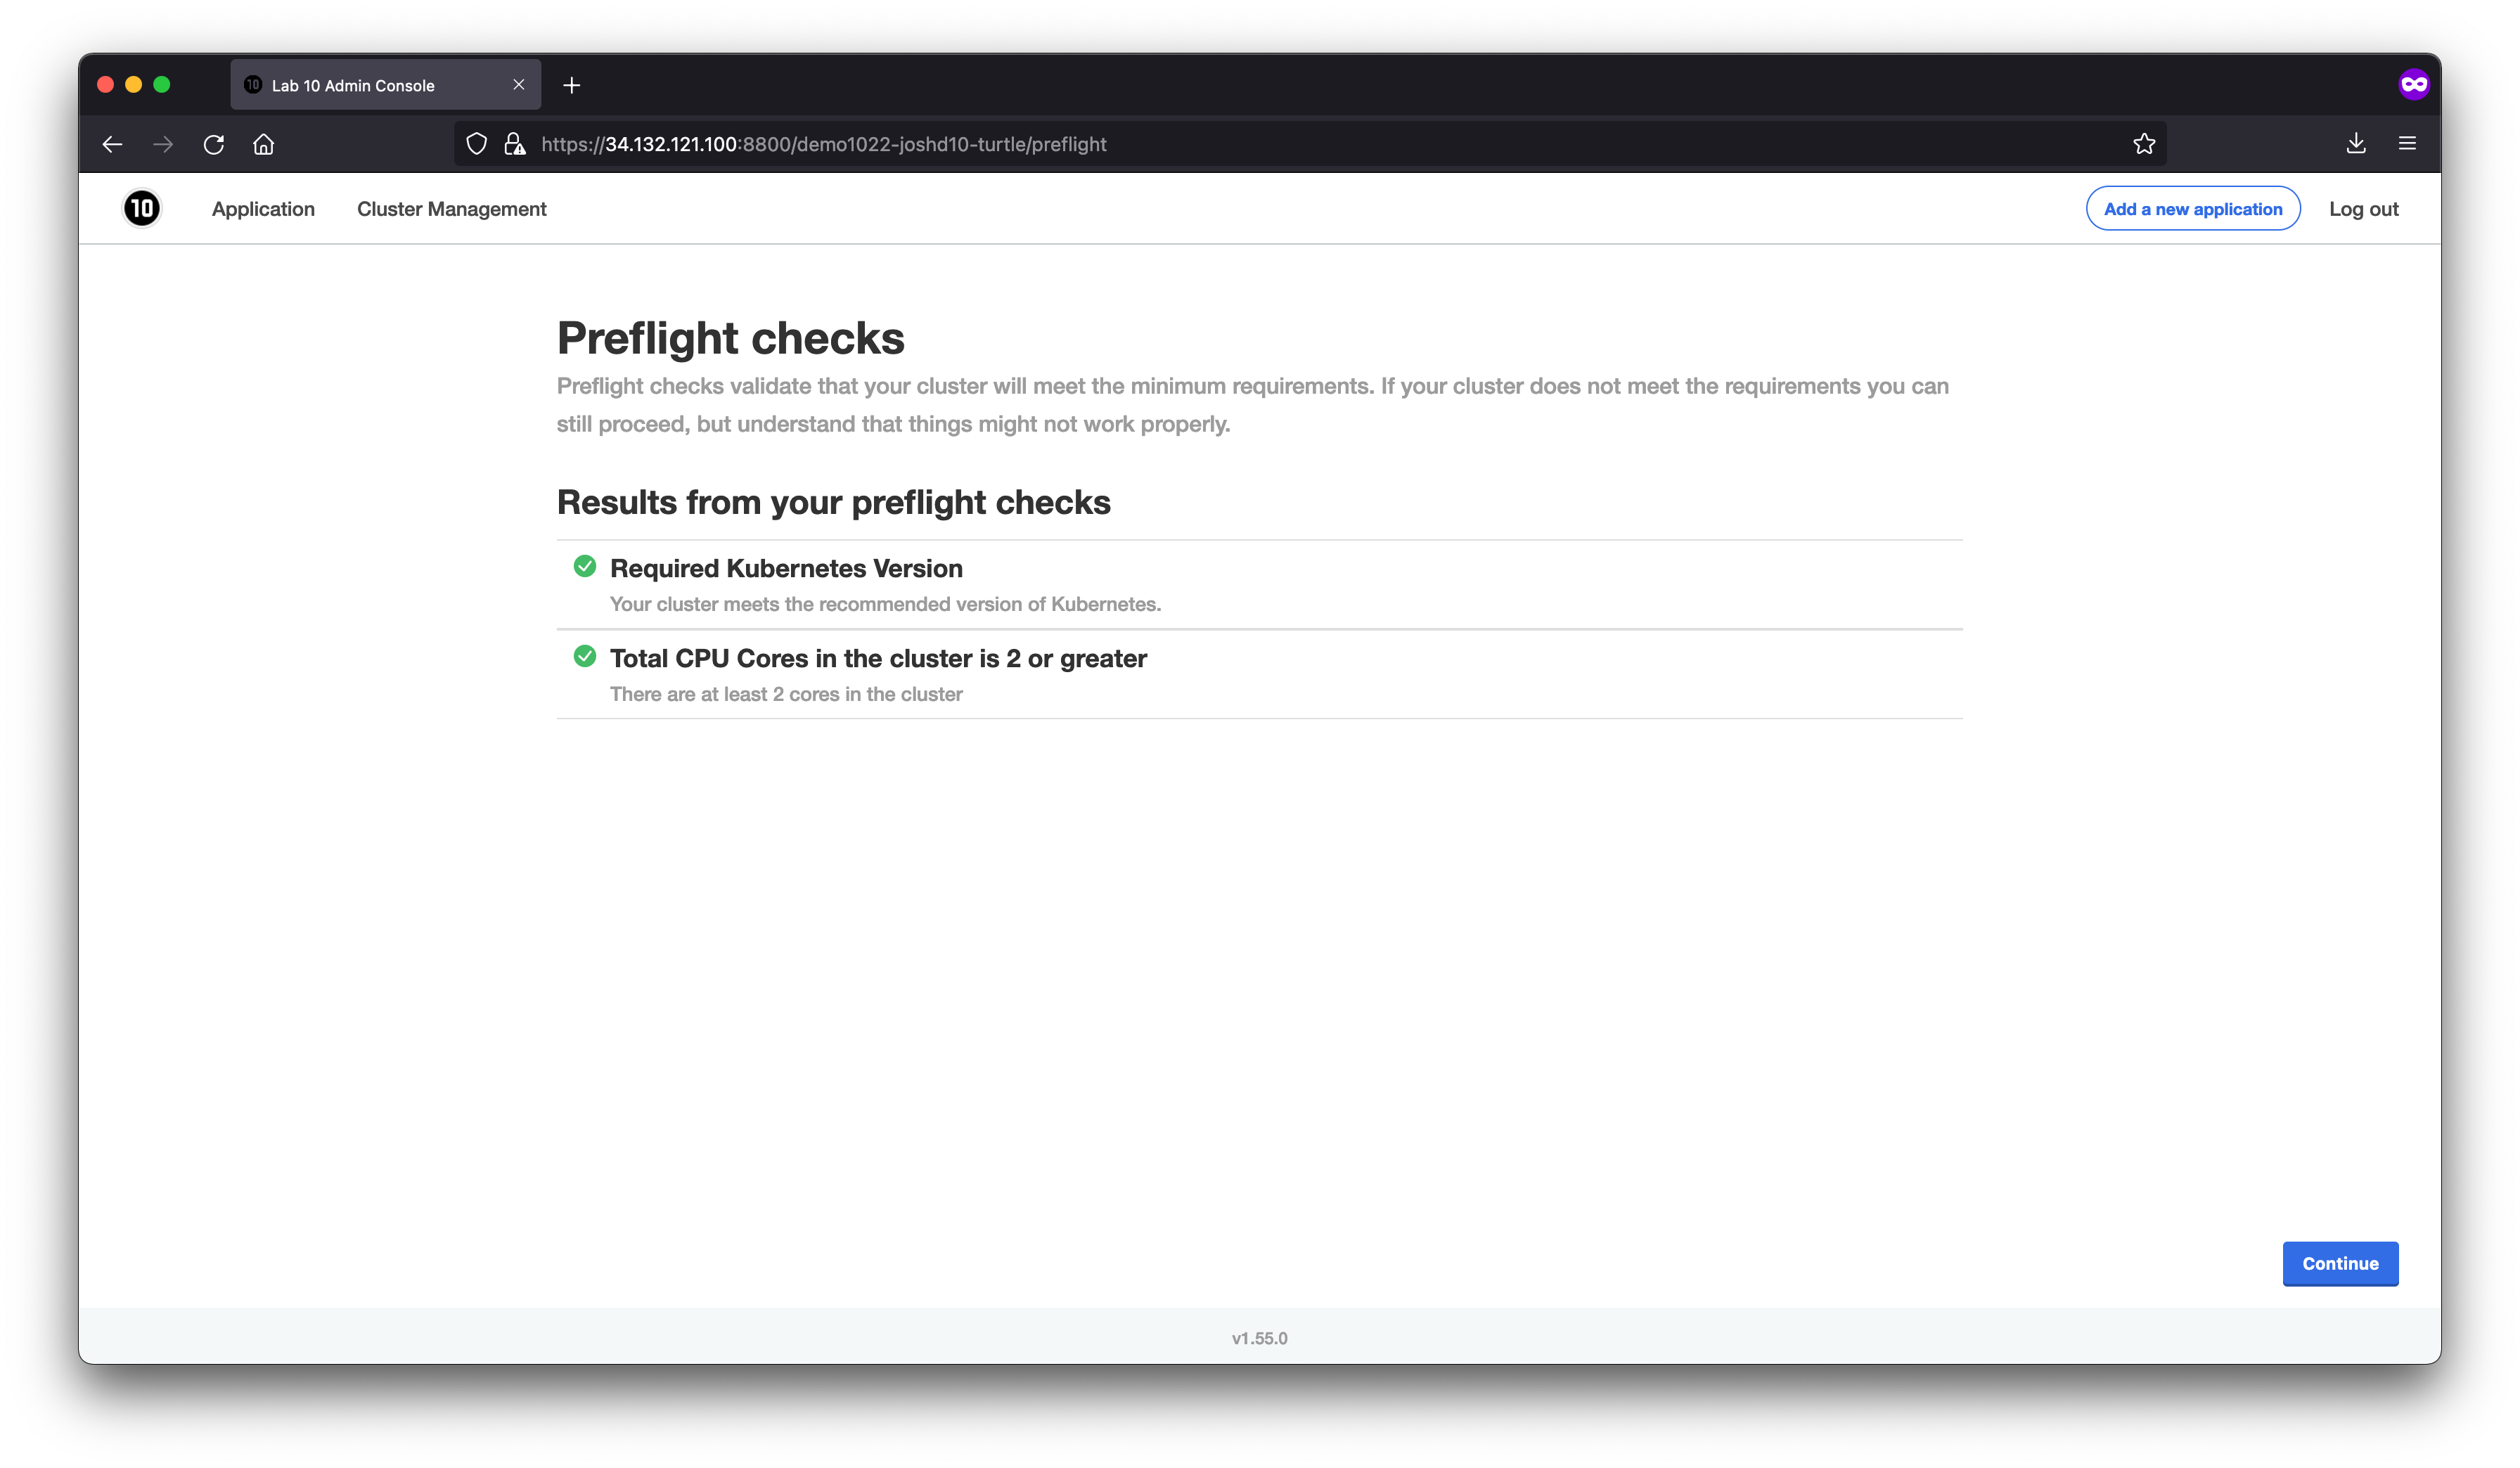 10 Lab 10 Admin Console
https://34.132.121.100:8800/demo1022-joshd10-turtle/preflight
10 Application Cluster Management Add a new application Log out
Preflight checks
Preflight checks validate that your cluster will meet the minimum requirements. If your cluster does not meet the requirements you can
still proceed, but understand that things might not work properly.
Results from your preflight checks
Required Kubernetes Version
Your cluster meets the recommended version of Kubernetes.
Total CPU Cores in the cluster is 2 or greater
There are at least 2 cores in the cluster
Continue
v1.55.0